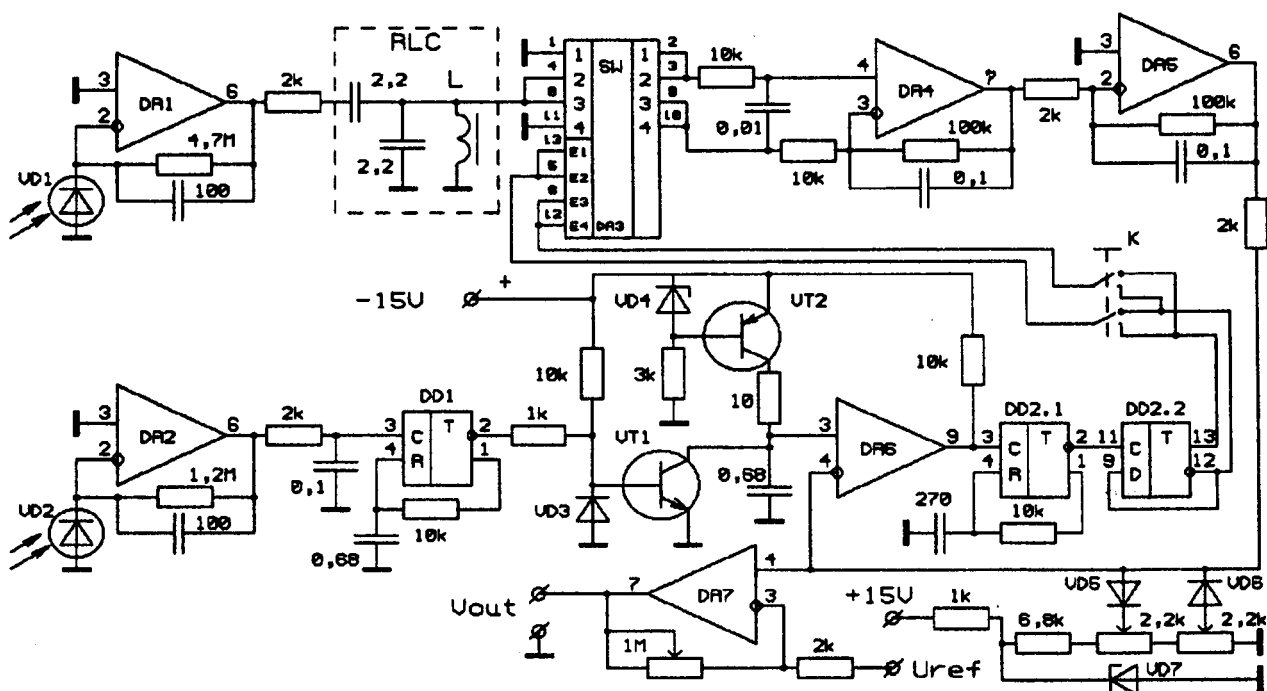 RLC
3
2
DA1
6
4,7M
100
VD1
2k
2,2
2,2
L
1
4
8
11
13
5
6
12
1
2
3
4
E1
E2
E3
E4
SW
DA3
1
2
3
4
2
3
9
10
10k
0,01
10k
4
3
DA4
7
100k
0,1
2k
3
2
DA5
6
100k
0,1
2k
K
-15V
+
VD4
VT2
10k
3k
10
10k
3
2
DA2
6
1,2M
100
VD2
2k
0,1
DD1
3
4
C
R
T
2
1
10k
0,68
1k
VT1
VD3
0,68
3
4
DA6
9
DD2.1
3
4
C
R
T
2
1
270
10k
DD2.2
11
9
C
D
T
13
12
Vout
7
DA7
4
3
1M
2k
Uref
+15V
1k
6,8k
VD5
2,2k
VD6
2,2k
VD7